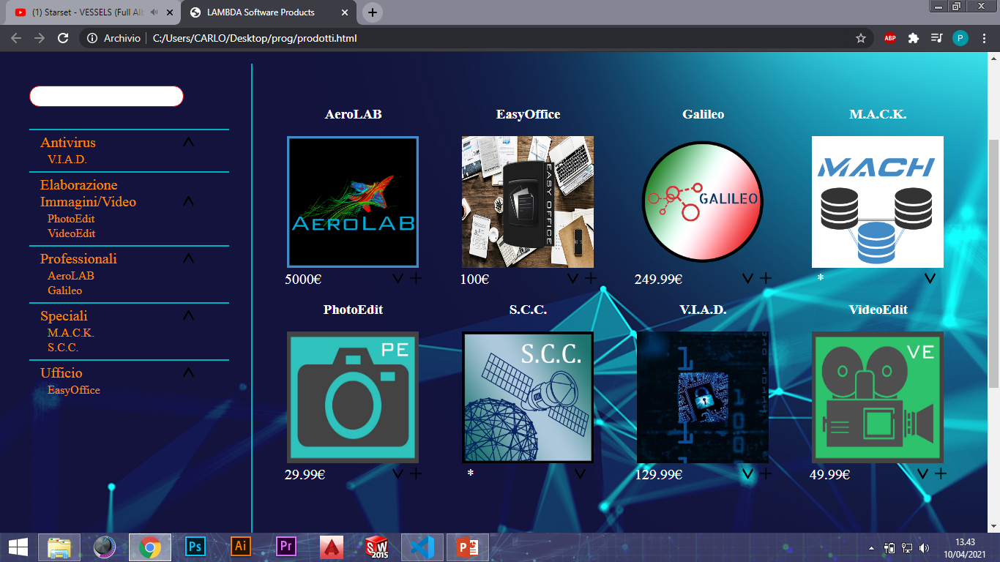 (1) Starset - VESSELS (Full Alb
LAMBDA Software Products
Archivio
C:/Users/CARLO/Desktop/prog/prodotti.html
ABP
P
Antivirus
V.I.A.D.
Elaborazione
Immagini/Video
PhotoEdit
VideoEdit
Professionali
AeroLAB
Galileo
Speciali
M.A.C.K.
S.C.C.
Ufficio
EasyOffice
AeroLAB
EasyOffice
Galileo
M.A.C.K.
AEROLAB
EASY OFFICE
GALILEO
MACH
5000€
100€
249.99€
*
PhotoEdit
S.C.C.
V.I.A.D.
VideoEdit
PE
S.C.C.
VE
29.99€
*
129.99€
49.99€
Ps
Ai
Pr
SW
2015
13.43
10/04/2021